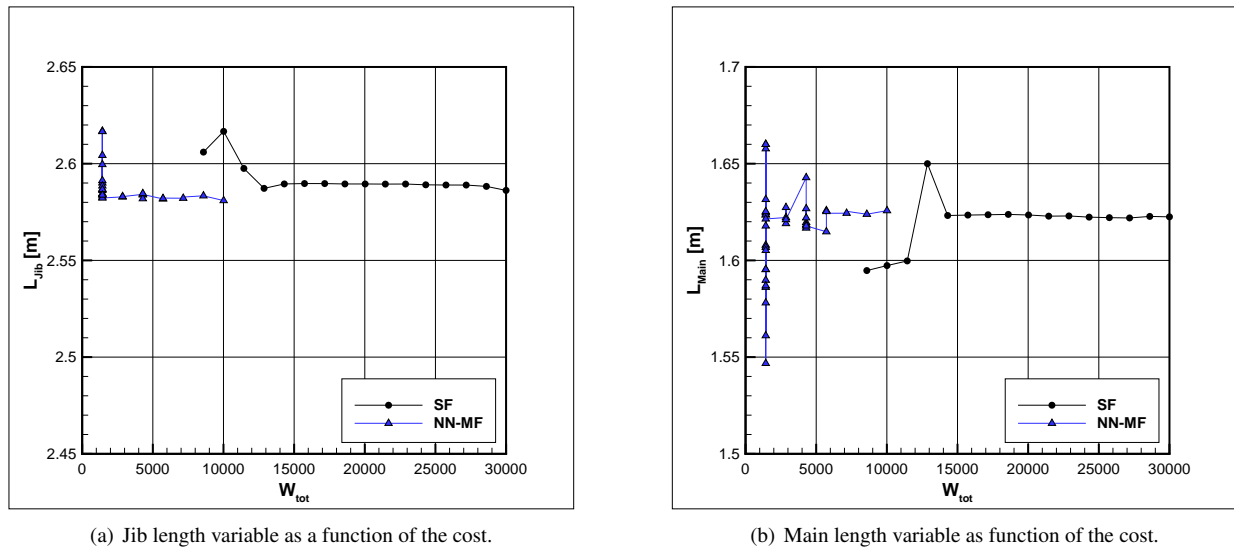 2.65
2.6
2.55
2.5
2.45
L_Jib [m]
0 5000 10000 15000 20000 25000 30000
W_tot
SF
NN-MF
(a) Jib length variable as a function of the cost.
1.7
1.65
1.6
1.55
1.5
L_Main [m]
0 5000 10000 15000 20000 25000 30000
W_tot
SF
NN-MF
(b) Main length variable as function of the cost.